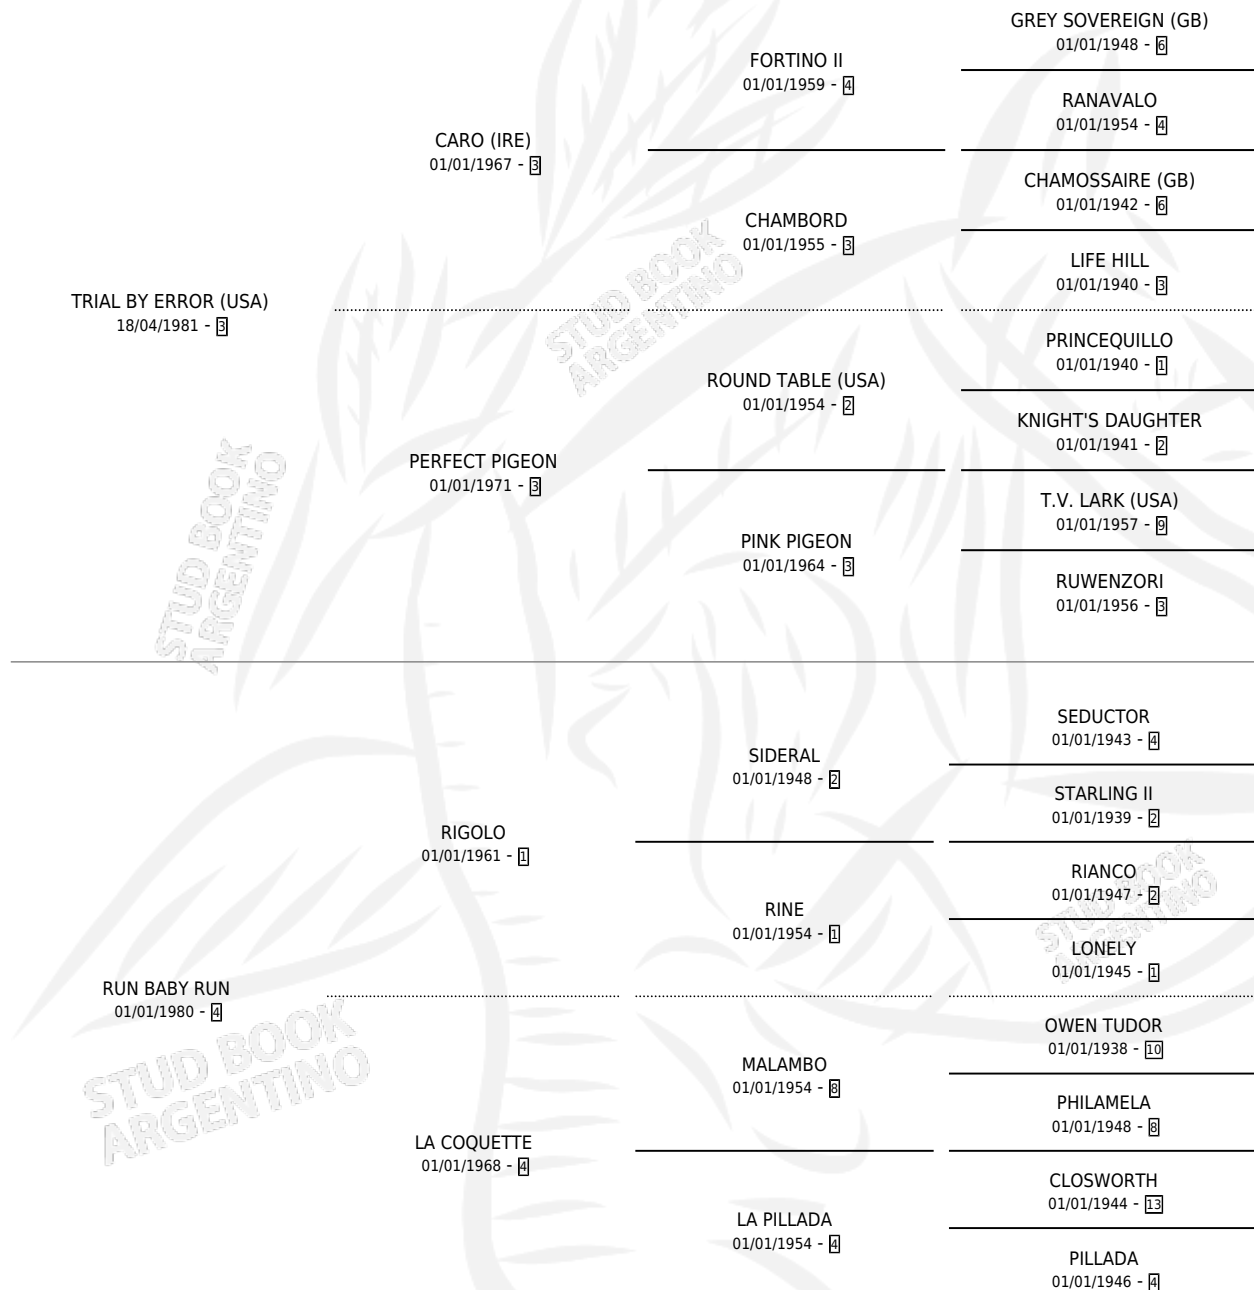 GREY SOVEREIGN (GB)
01/01/1948 - 6
FORTINO II
01/01/1959 - 4
RANAVALO
01/01/1954 - 4
CARO (IRE)
01/01/1967 - 3
CHAMOSSAIRE (GB)
01/01/1942 - 6
CHAMBORD
01/01/1955 - 3
LIFE HILL
01/01/1940 - 3
TRIAL BY ERROR (USA)
18/04/1981 - 3
PRINCEQUILLO
01/01/1940 - 1
ROUND TABLE (USA)
01/01/1954 - 2
KNIGHT'S DAUGHTER
01/01/1941 - 2
PERFECT PIGEON
01/01/1971 - 3
T.V. LARK (USA)
01/01/1957 - 9
PINK PIGEON
01/01/1964 - 3
RUWENZORI
01/01/1956 - 3
SEDUCTOR
01/01/1943 - 4
SIDERAL
01/01/1948 - 2
STARLING II
01/01/1939 - 2
RIGOLO
01/01/1961 - 1
RIANCO
01/01/1947 - 2
RINE
01/01/1954 - 1
LONELY
01/01/1945 - 1
RUN BABY RUN
01/01/1980 - 4
OWEN TUDOR
01/01/1938 - 10
MALAMBO
01/01/1954 - 8
PHILAMELA
01/01/1948 - 8
LA COQUETTE
01/01/1968 - 4
CLOSWORTH
01/01/1944 - 13
LA PILLADA
01/01/1954 - 4
PILLADA
01/01/1946 - 4
STUD BOOK
ARGENTINO
STUD BOOK
ARGENTINO
STUD BOOK
ARGENTINO
STUD BOOK
ARGENTINO